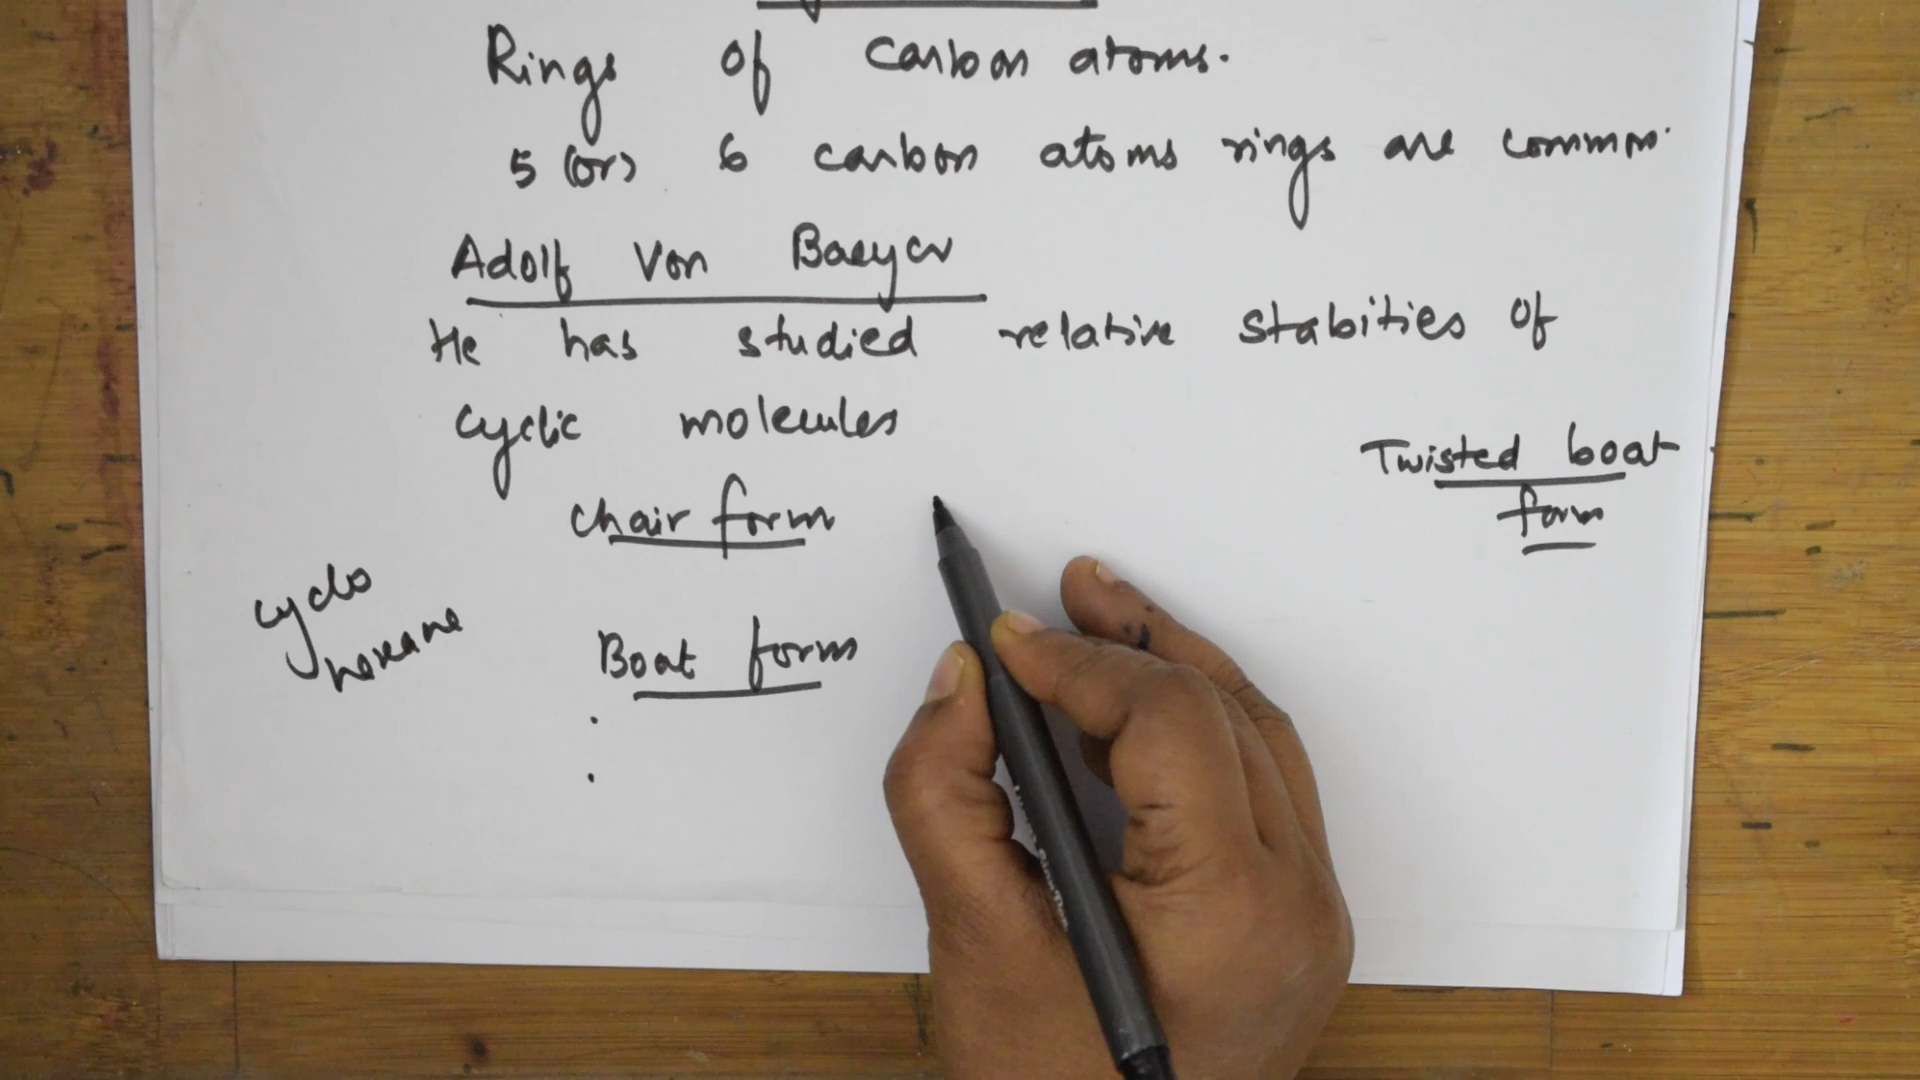 Rings of carbon atoms.
5 (or) 6 carbon atoms rings are common.
Adolf Von Baeyer
He has studied relative stabities of
cyclic molecules
Twisted boat
form
chair form
cyclo
hexane
Boat form